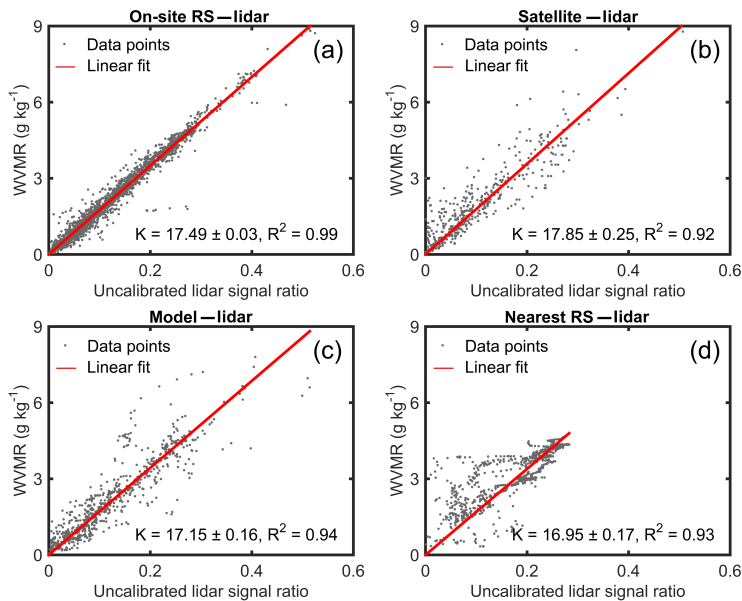 On-site RS—lidar
(a)
Data points
Linear fit
9
6
3
0
WVMR (g kg⁻¹)
K = 17.49 ± 0.03, R² = 0.99
0 0.2 0.4 0.6
Uncalibrated lidar signal ratio
Satellite—lidar
(b)
Data points
Linear fit
9
6
3
0
WVMR (g kg⁻¹)
K = 17.85 ± 0.25, R² = 0.92
0 0.2 0.4 0.6
Uncalibrated lidar signal ratio
Model—lidar
(c)
Data points
Linear fit
9
6
3
0
WVMR (g kg⁻¹)
K = 17.15 ± 0.16, R² = 0.94
0 0.2 0.4 0.6
Uncalibrated lidar signal ratio
Nearest RS—lidar
(d)
Data points
Linear fit
9
6
3
0
WVMR (g kg⁻¹)
K = 16.95 ± 0.17, R² = 0.93
0 0.2 0.4 0.6
Uncalibrated lidar signal ratio